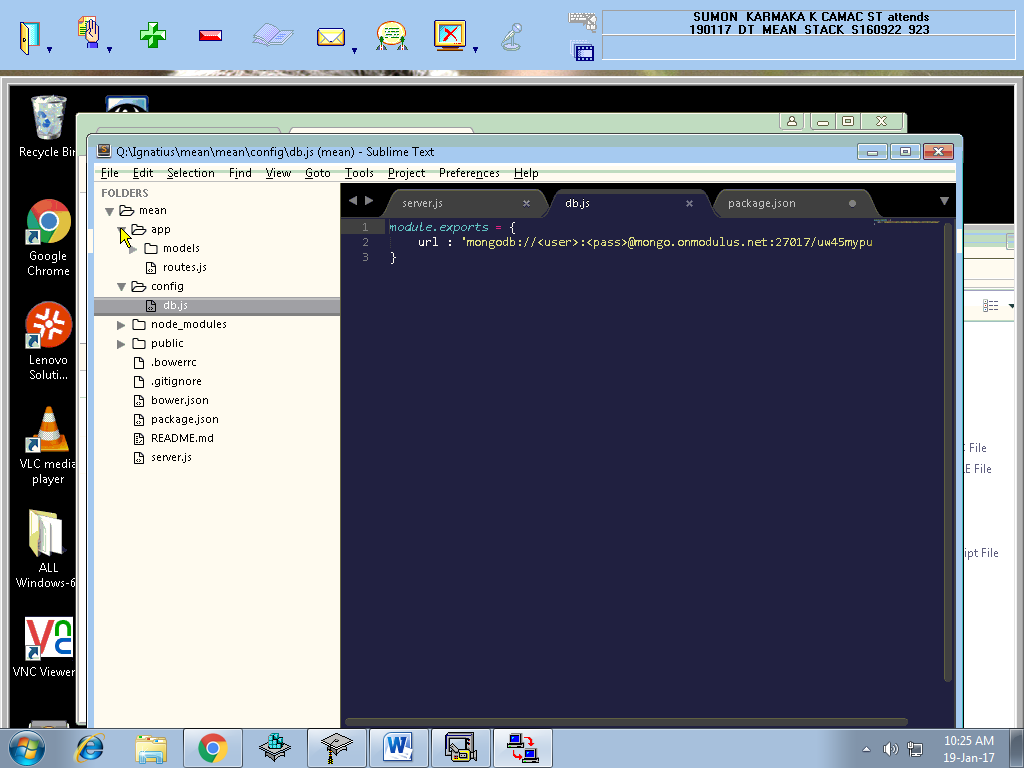 SUMON KARMAKA K CAMAC ST attends
190117 DT MEAN STACK S160922 923
Recycle Bin
Google
Chrome
Lenovo
Soluti...
VLC media
player
ALL
Windows-6
VNC Viewer
Q:\Ignatius\mean\mean\config\db.js (mean) - Sublime Text
File Edit Selection Find View Goto Tools Project Preferences Help
FOLDERS
mean
app
models
routes.js
config
db.js
node_modules
public
.bowerrc
.gitignore
bower.json
package.json
README.md
server.js
server.js db.js package.json
1 module.exports = {
2 url : 'mongodb://<user>:<pass>@mongo.onmodulus.net:27017/uw45mypu
3 }
File
E File
ipt File
10:25 AM
19-Jan-17